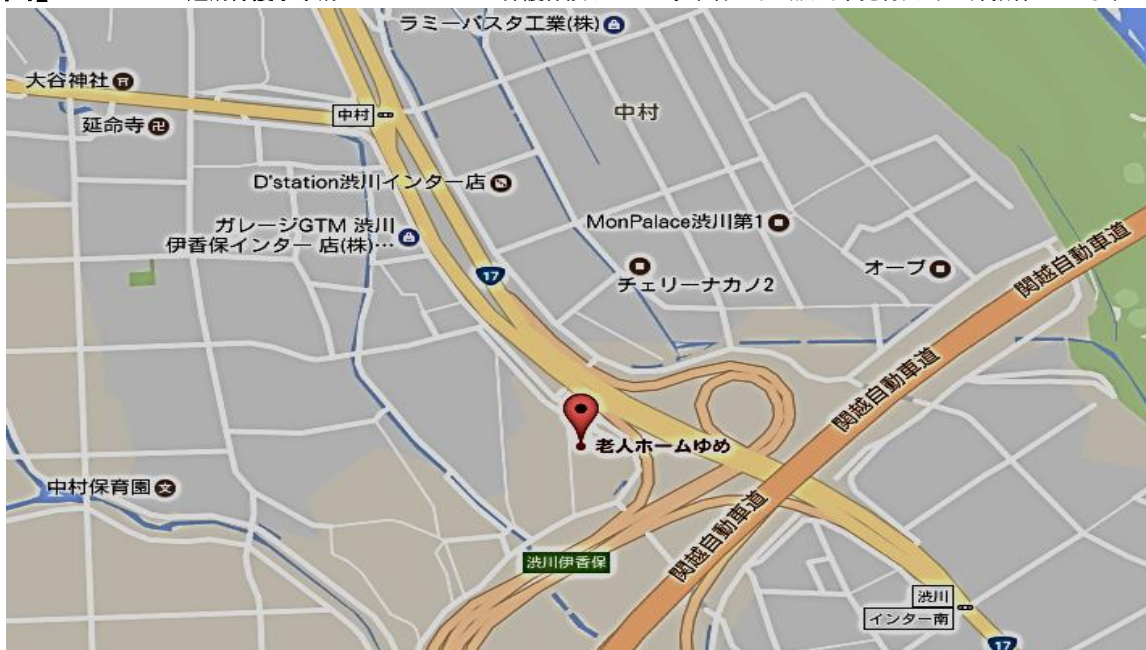 ラミーパスタ工業(株)
大谷神社
中村
中村
延命寺
D'station渋川インター店
MonPalace渋川第1
ガレージGTM 渋川
伊香保インター 店(株)…
オーブ
関越自動車道
17
チェリーナカノ2
関越自動車道
老人ホームゆめ
中村保育園
関越自動車道
渋川伊香保
渋川
インター南
17